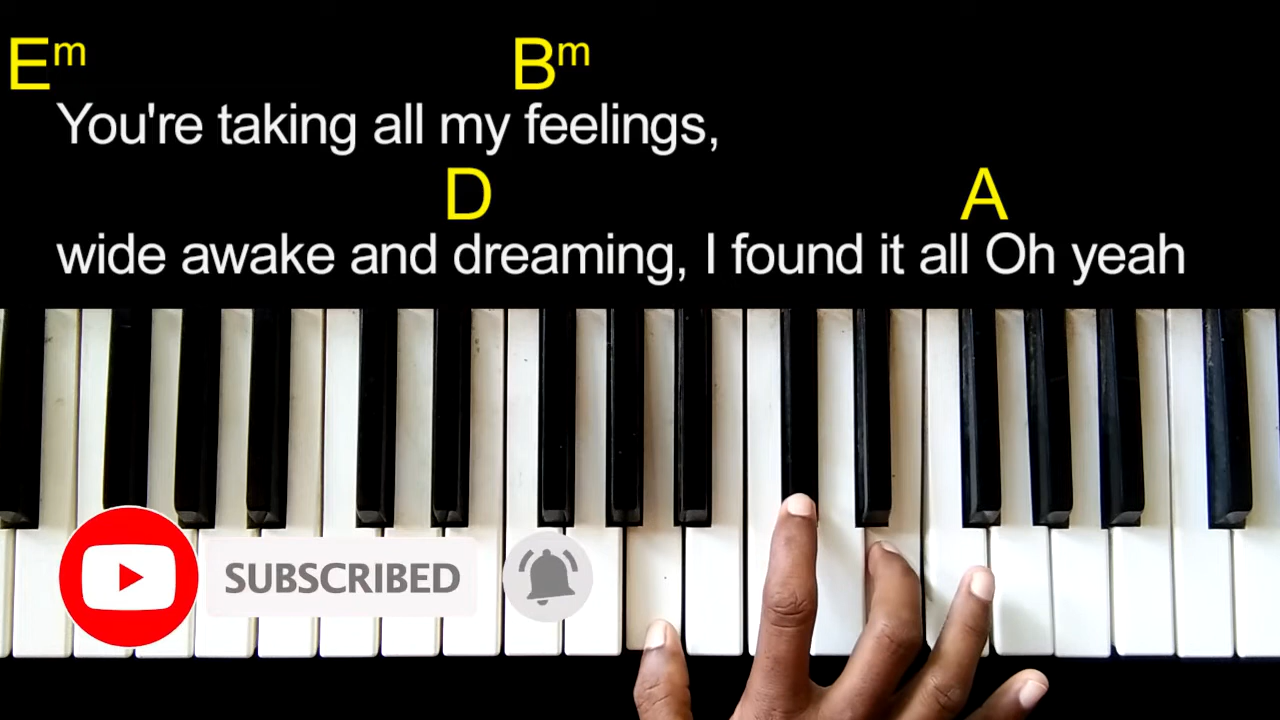 Em Bm
You're taking all my feelings,
D A
wide awake and dreaming, I found it all Oh yeah
SUBSCRIBED